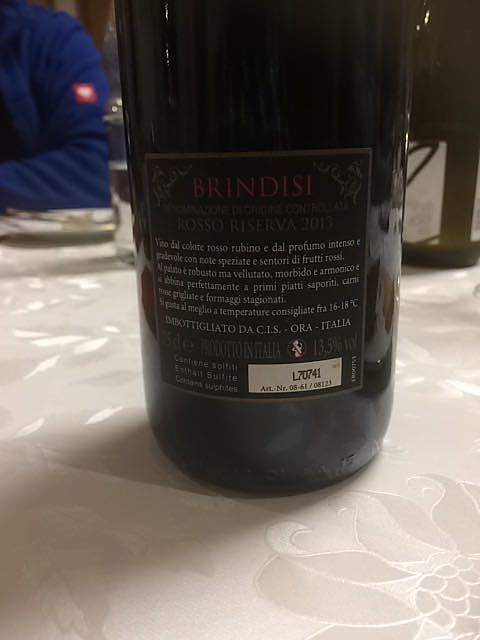 BRINDISI
DENOMINAZIONE DI ORIGINE CONTROLLATA
ROSSO RISERVA 2013
Vino dal colore rosso rubino e dal profumo intenso e
gradevole con note speziate e sentori di frutti rossi.
Al palato è robusto ma vellutato, morbido e armonico e
si abbina perfettamente a primi piatti saporiti, carni
rosse grigliate e formaggi stagionati.
Si gusta al meglio a temperature consigliate fra 16-18 °C
IMBOTTIGLIATO DA C.I.S. - ORA - ITALIA
75 cl e - PRODOTTO IN ITALIA 13,5% vol
Contiene solfiti
Enthält Sulfite
Contains sulphites
L70741
Art.-Nr. 08-61 / 08123